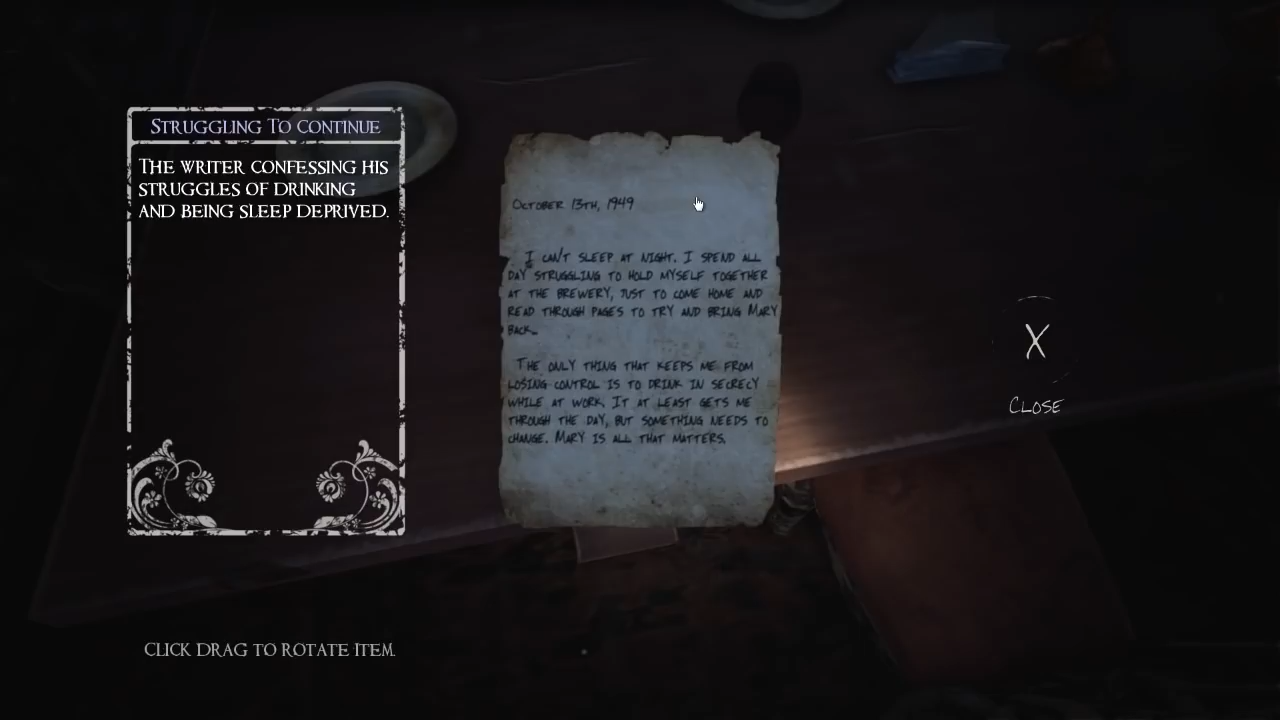 Struggling To Continue
The writer confessing his
struggles of drinking
and being sleep deprived.
October 13th, 1949
I can't sleep at night. I spend all
day struggling to hold myself together
at the brewery, just to come home and
read through pages to try and bring Mary
back...
The only thing that keeps me from
losing control is to drink in secrecy
while at work. It at least gets me
through the day, but something needs to
change. Mary is all that matters.
X
Close
Click drag to rotate item.